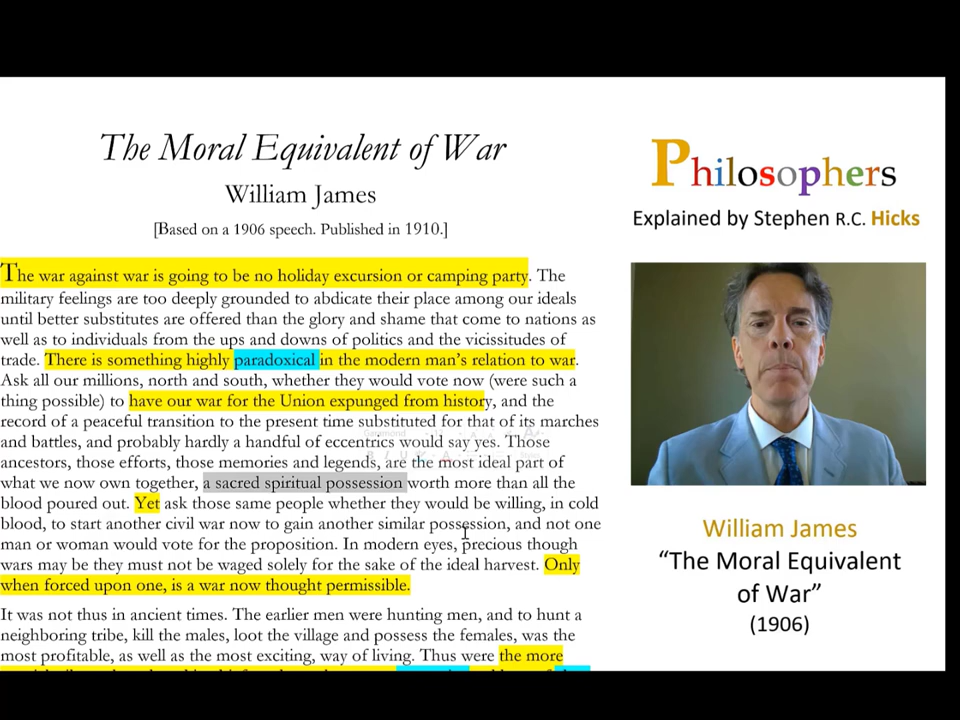 The Moral Equivalent of War
William James
[Based on a 1906 speech. Published in 1910.]
The war against war is going to be no holiday excursion or camping party. The
military feelings are too deeply grounded to abdicate their place among our ideals
until better substitutes are offered than the glory and shame that come to nations as
well as to individuals from the ups and downs of politics and the vicissitudes of
trade. There is something highly paradoxical in the modern man's relation to war.
Ask all our millions, north and south, whether they would vote now (were such a
thing possible) to have our war for the Union expunged from history, and the
record of a peaceful transition to the present time substituted for that of its marches
and battles, and probably hardly a handful of eccentrics would say yes. Those
ancestors, those efforts, those memories and legends, are the most ideal part of
what we now own together, a sacred spiritual possession worth more than all the
blood poured out. Yet ask those same people whether they would be willing, in cold
blood, to start another civil war now to gain another similar possession, and not one
man or woman would vote for the proposition. In modern eyes, precious though
wars may be they must not be waged solely for the sake of the ideal harvest. Only
when forced upon one, is a war now thought permissible.
It was not thus in ancient times. The earlier men were hunting men, and to hunt a
neighboring tribe, kill the males, loot the village and possess the females, was the
most profitable, as well as the most exciting, way of living. Thus were the more
Philosophers
Explained by Stephen R.C. Hicks
William James
"The Moral Equivalent
of War"
(1906)